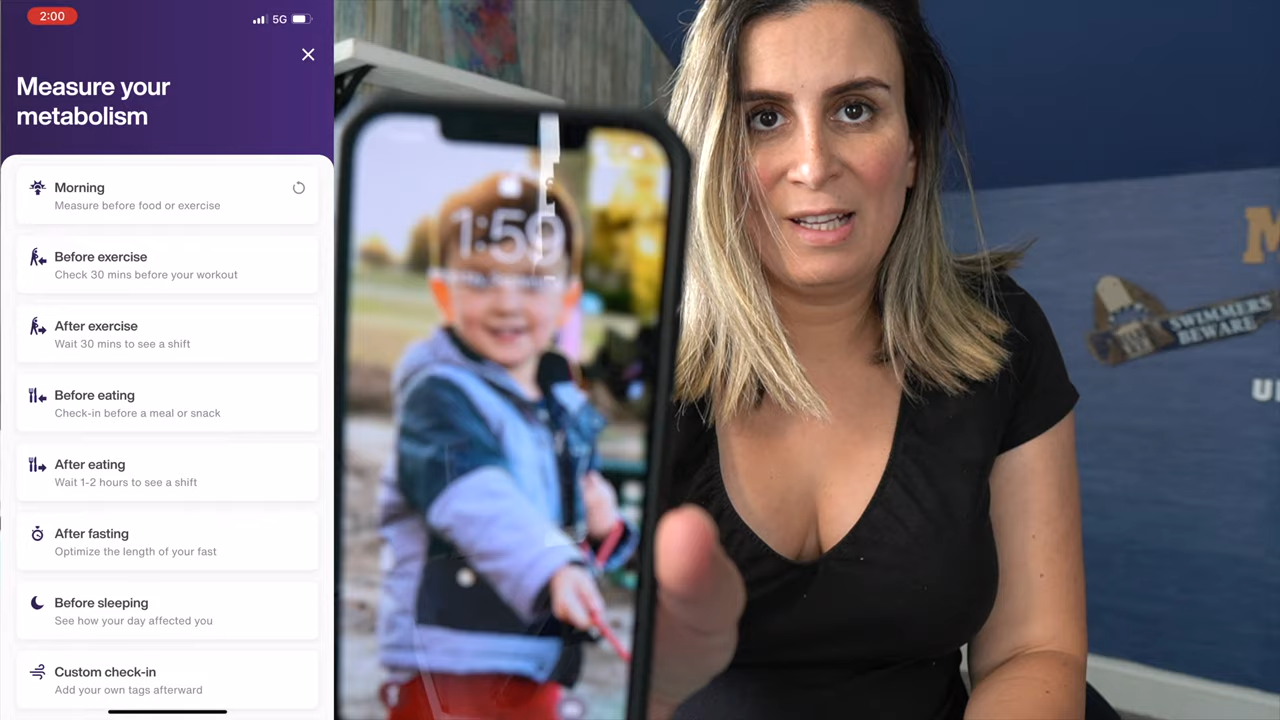 2:00
5G
Measure your
metabolism
Morning
Measure before food or exercise
Before exercise
Check 30 mins before your workout
After exercise
Wait 30 mins to see a shift
Before eating
Check-in before a meal or snack
After eating
Wait 1-2 hours to see a shift
After fasting
Optimize the length of your fast
Before sleeping
See how your day affected you
Custom check-in
Add your own tags afterward
1:59
M
SWIMMERS
BEWARE